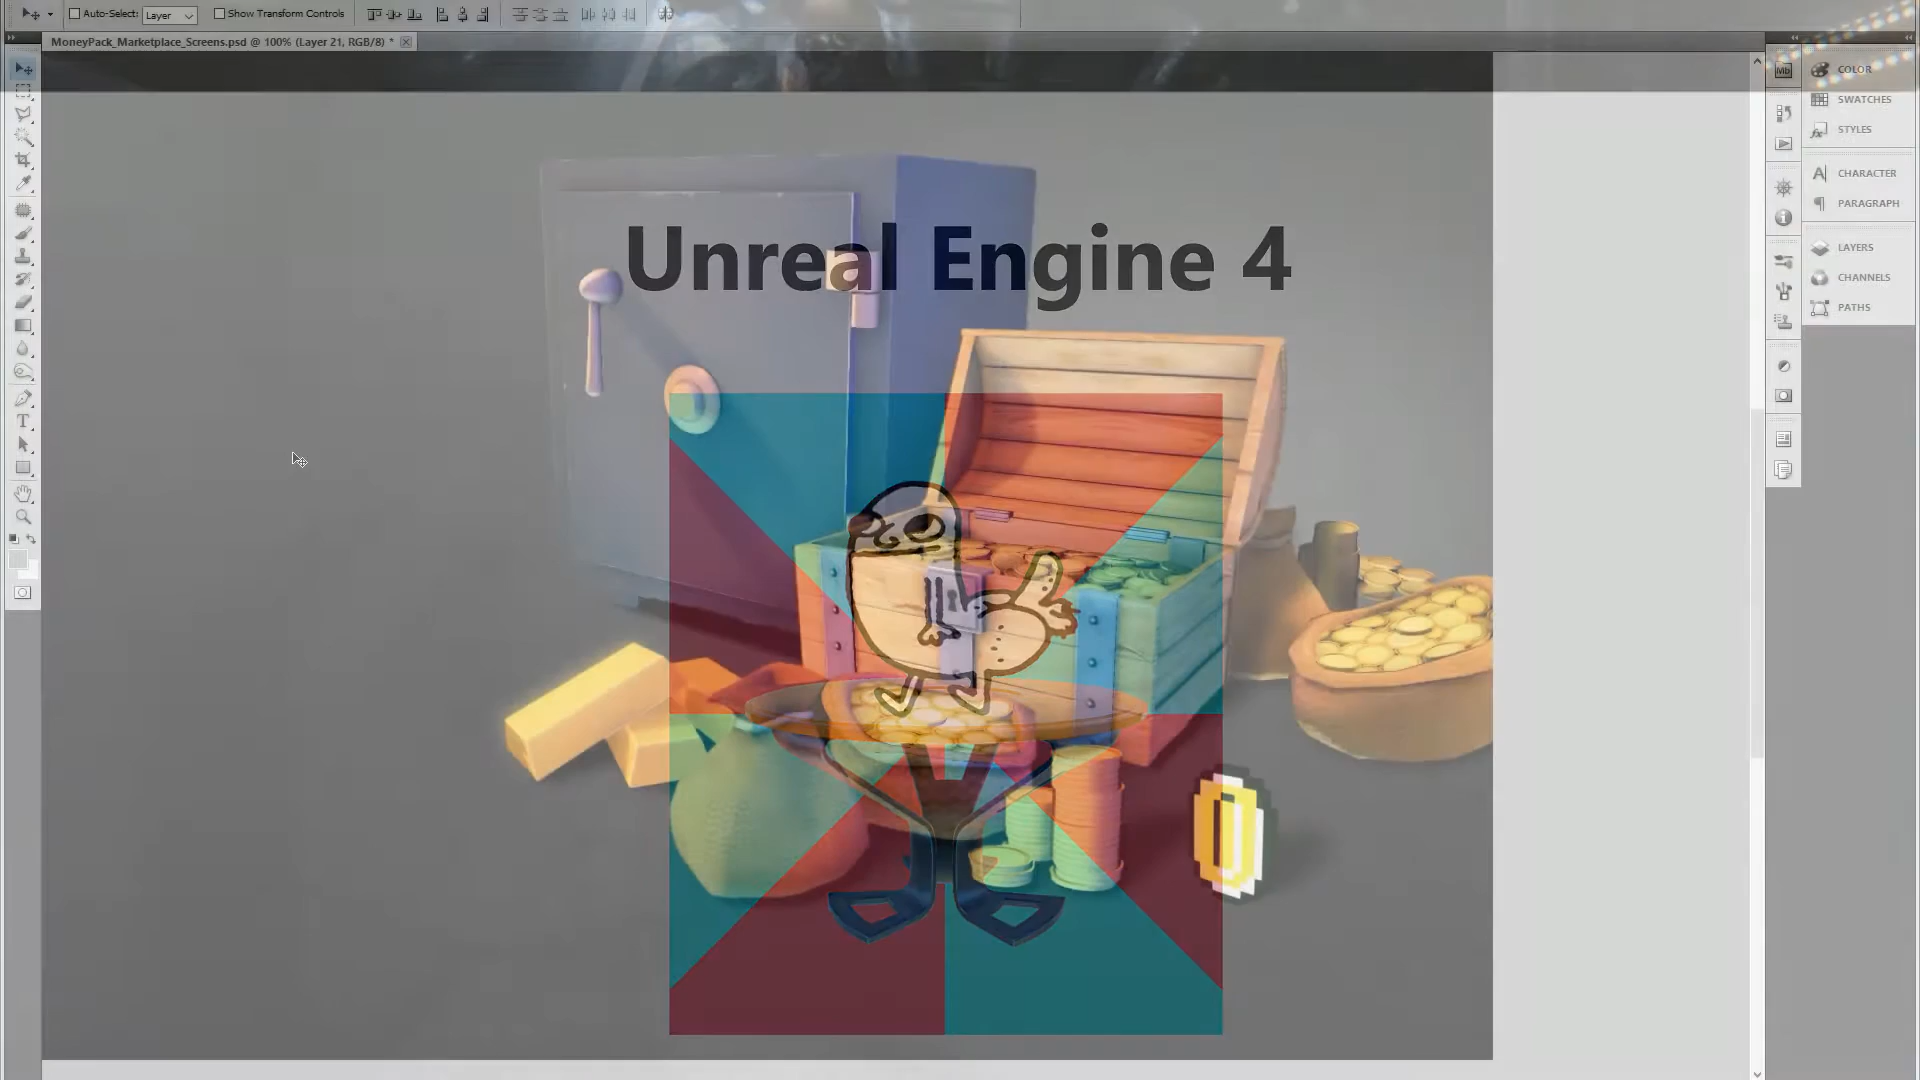 Auto-Select:
Layer
Show Transform Controls
MoneyPack_Marketplace_Screens.psd @ 100% (Layer 21, RGB/8) *
Mb
COLOR
SWATCHES
STYLES
CHARACTER
PARAGRAPH
LAYERS
CHANNELS
PATHS
Unreal Engine 4